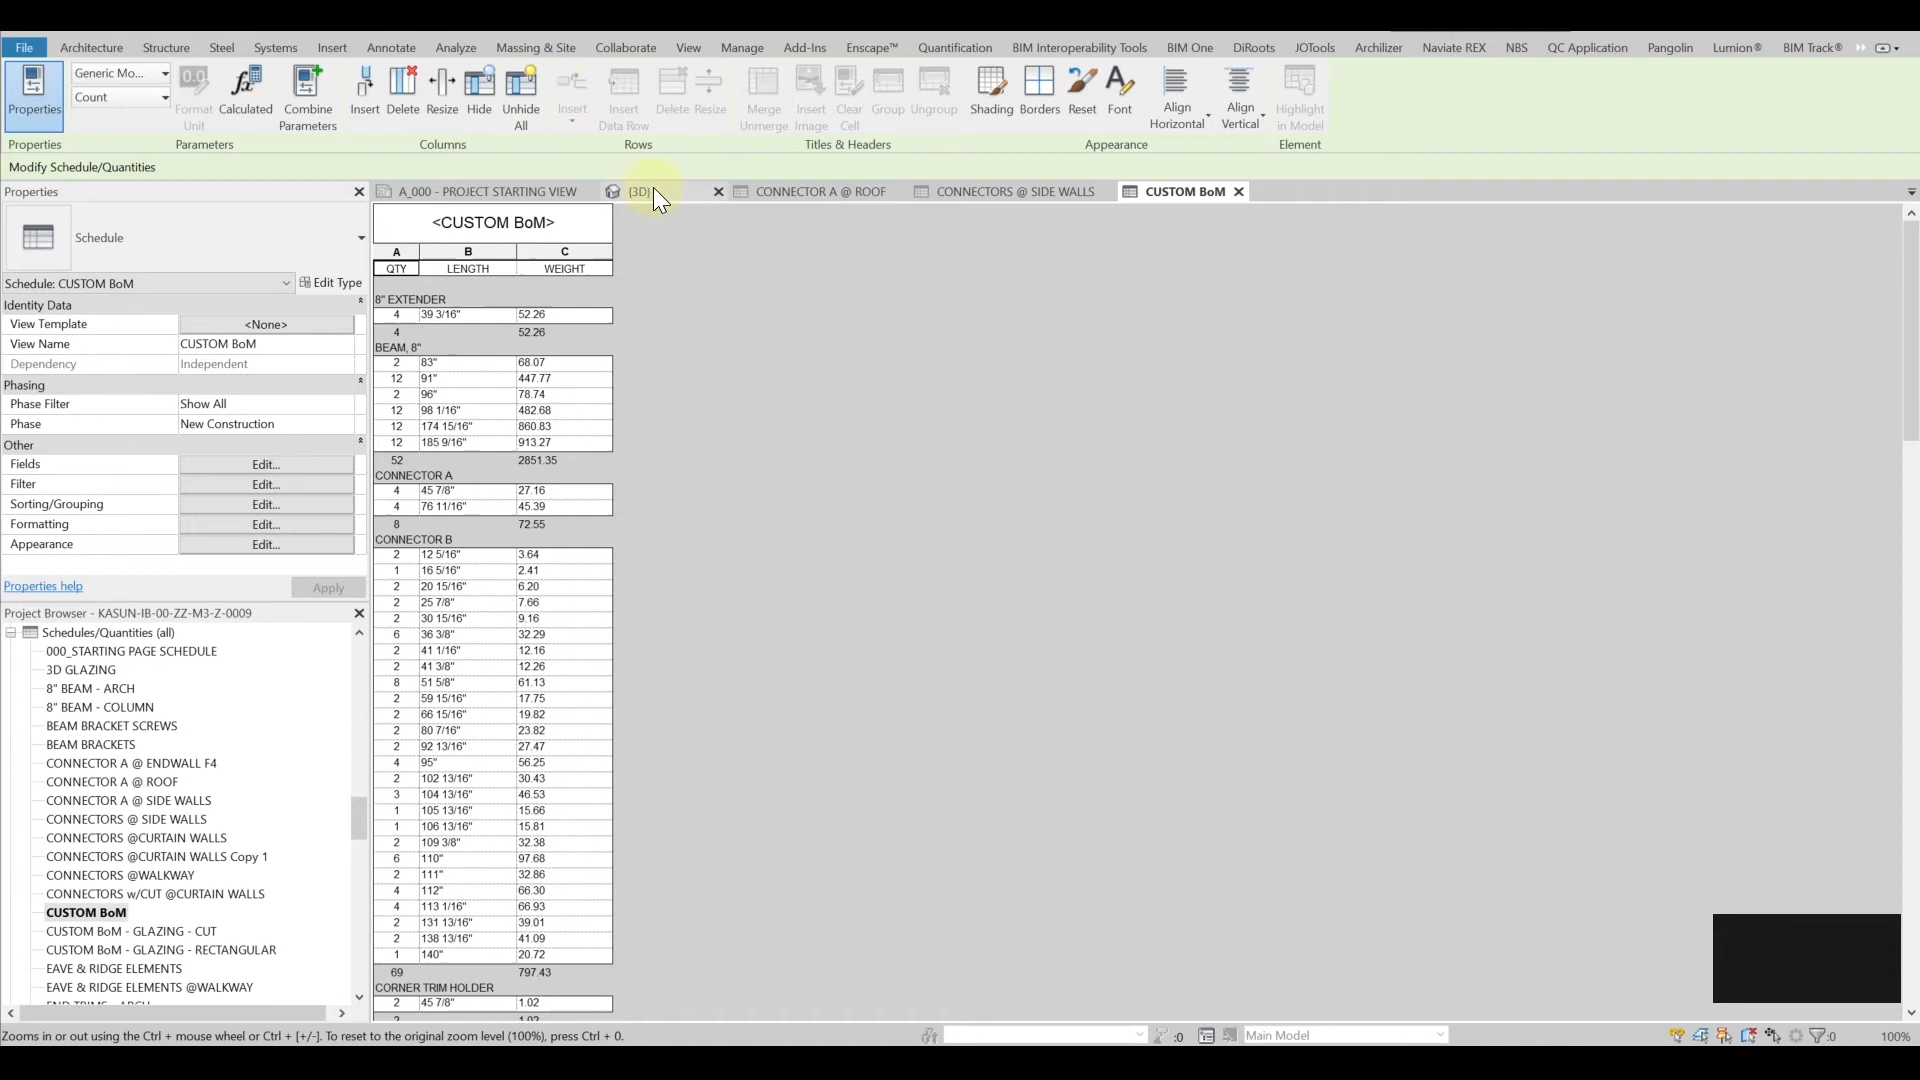 File Architecture Structure Steel Systems Insert Annotate Analyze Massing & Site Collaborate View Manage Add-Ins Enscape™ Quantification BIM Interoperability Tools BIM One DiRoots JOTools Archilizer Naviate REX NBS QC Application Pangolin Lumion® BIM Track®
Properties
Generic Mo...
Count
0.0
Format
Unit
Calculated
Combine
Parameters
Insert Delete Resize Hide Unhide
All
Insert
Insert
Data Row
Delete Resize
Merge
Unmerge
Insert
Image
Clear
Cell
Group Ungroup
Shading Borders Reset Font
Align
Horizontal
Align
Vertical
Highlight
in Model
Properties Parameters Columns Rows Titles & Headers Appearance Element
Modify Schedule/Quantities
Properties
A_000 - PROJECT STARTING VIEW {3D} CONNECTOR A @ ROOF CONNECTORS @ SIDE WALLS CUSTOM BoM
Schedule
Schedule: CUSTOM BoM Edit Type
Identity Data
View Template <None>
View Name CUSTOM BoM
Dependency Independent
Phasing
Phase Filter Show All
Phase New Construction
Other
Fields Edit...
Filter Edit...
Sorting/Grouping Edit...
Formatting Edit...
Appearance Edit...
Properties help Apply
Project Browser - KASUN-IB-00-ZZ-M3-Z-0009
Schedules/Quantities (all)
000_STARTING PAGE SCHEDULE
3D GLAZING
8" BEAM - ARCH
8" BEAM - COLUMN
BEAM BRACKET SCREWS
BEAM BRACKETS
CONNECTOR A @ ENDWALL F4
CONNECTOR A @ ROOF
CONNECTOR A @ SIDE WALLS
CONNECTORS @ SIDE WALLS
CONNECTORS @CURTAIN WALLS
CONNECTORS @CURTAIN WALLS Copy 1
CONNECTORS @WALKWAY
CONNECTORS w/CUT @CURTAIN WALLS
CUSTOM BoM
CUSTOM BoM - GLAZING - CUT
CUSTOM BoM - GLAZING - RECTANGULAR
EAVE & RIDGE ELEMENTS
EAVE & RIDGE ELEMENTS @WALKWAY
END TRIMS - ARCH
<CUSTOM BoM>
A B C
QTY LENGTH WEIGHT
8" EXTENDER
4 39 3/16" 52.26
4 52.26
BEAM, 8"
2 83" 68.07
12 91" 447.77
2 96" 78.74
12 98 1/16" 482.68
12 174 15/16" 860.83
12 185 9/16" 913.27
52 2851.35
CONNECTOR A
4 45 7/8" 27.16
4 76 11/16" 45.39
8 72.55
CONNECTOR B
2 12 5/16" 3.64
1 16 5/16" 2.41
2 20 15/16" 6.20
2 25 7/8" 7.66
2 30 15/16" 9.16
6 36 3/8" 32.29
2 41 1/16" 12.16
2 41 3/8" 12.26
8 51 5/8" 61.13
2 59 15/16" 17.75
2 66 15/16" 19.82
2 80 7/16" 23.82
2 92 13/16" 27.47
4 95" 56.25
2 102 13/16" 30.43
3 104 13/16" 46.53
1 105 13/16" 15.66
1 106 13/16" 15.81
2 109 3/8" 32.38
6 110" 97.68
2 111" 32.86
4 112" 66.30
4 113 1/16" 66.93
2 131 13/16" 39.01
2 138 13/16" 41.09
1 140" 20.72
69 797.43
CORNER TRIM HOLDER
2 45 7/8" 1.02
2 1.02
Zooms in or out using the Ctrl + mouse wheel or Ctrl + [+/-]. To reset to the original zoom level (100%), press Ctrl + 0. :0 Main Model :0 100%